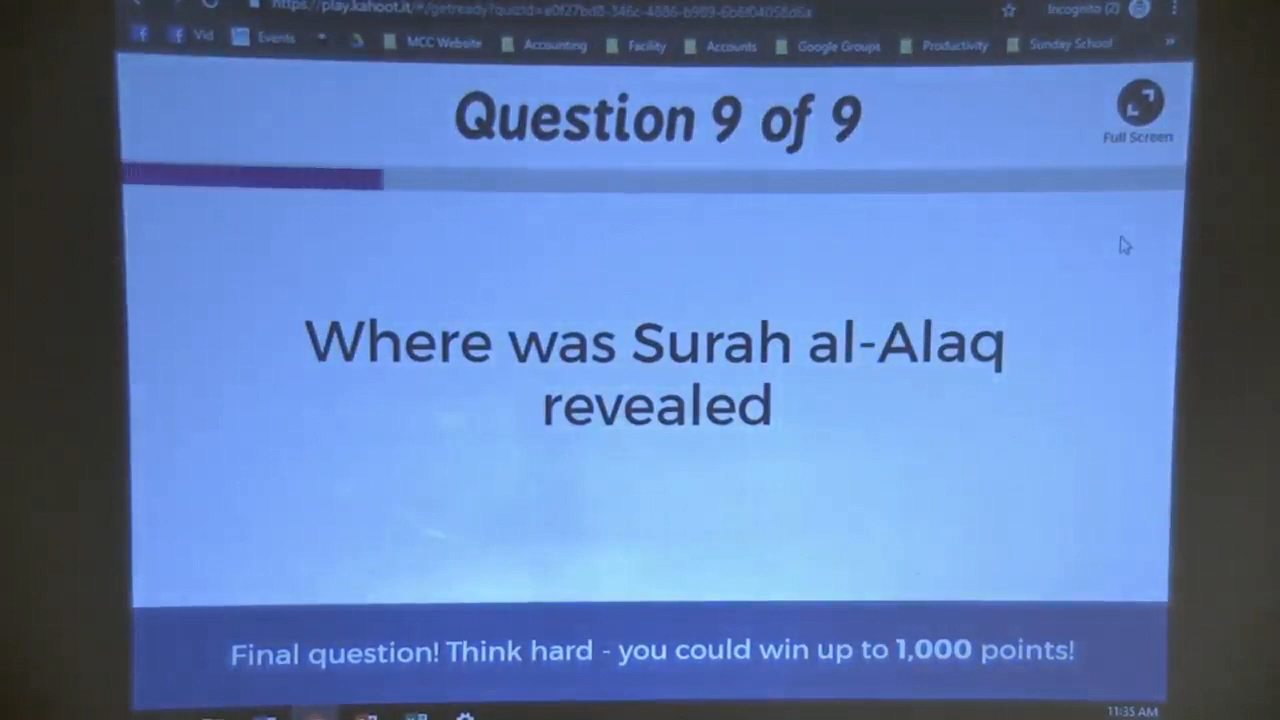 Incognito (2)
Vid
Events
MCC Website
Accounting
Facility
Accounts
Google Groups
Productivity
Sunday School
»
Question 9 of 9
Full Screen
Where was Surah al-Alaq
revealed
Final question! Think hard - you could win up to 1,000 points!
11:35 AM